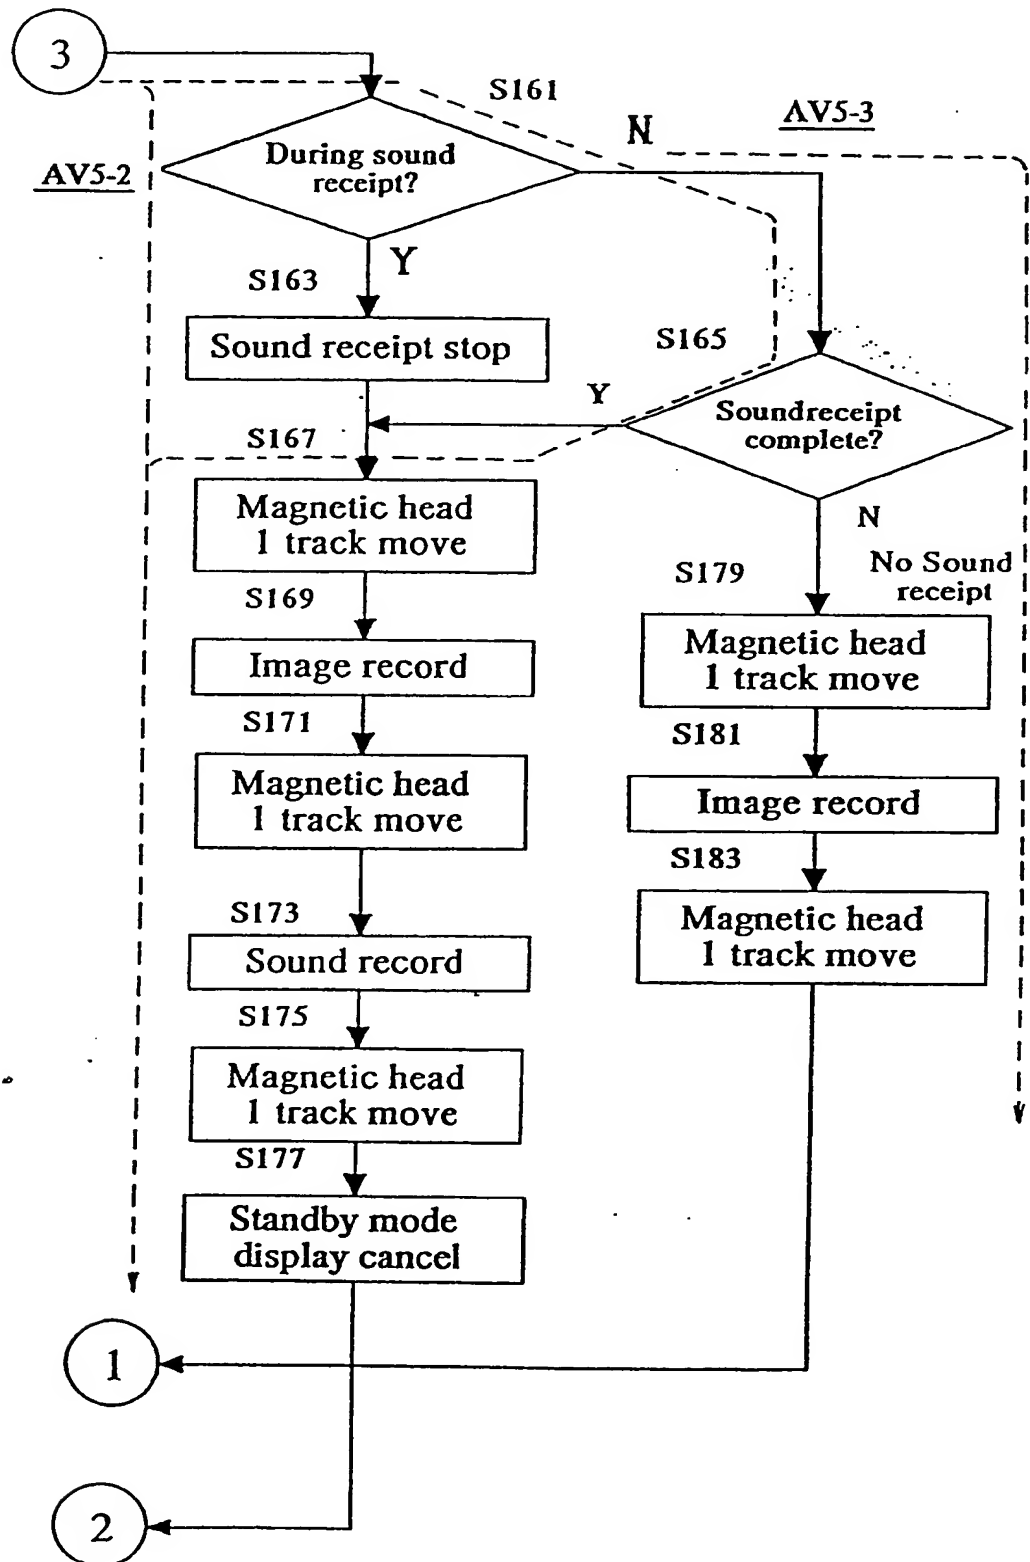 3
S161
AV5-3
N
During sound
receipt?
AV5-2
Y
S163
Sound receipt stop
S165
Y
Soundreceipt
complete?
S167
Magnetic head
1 track move
N
No Sound
receipt
S169
S179
Image record
Magnetic head
1 track move
S171
S181
Magnetic head
1 track move
Image record
S183
S173
Magnetic head
1 track move
Sound record
S175
Magnetic head
1 track move
S177
Standby mode
display cancel
1
2